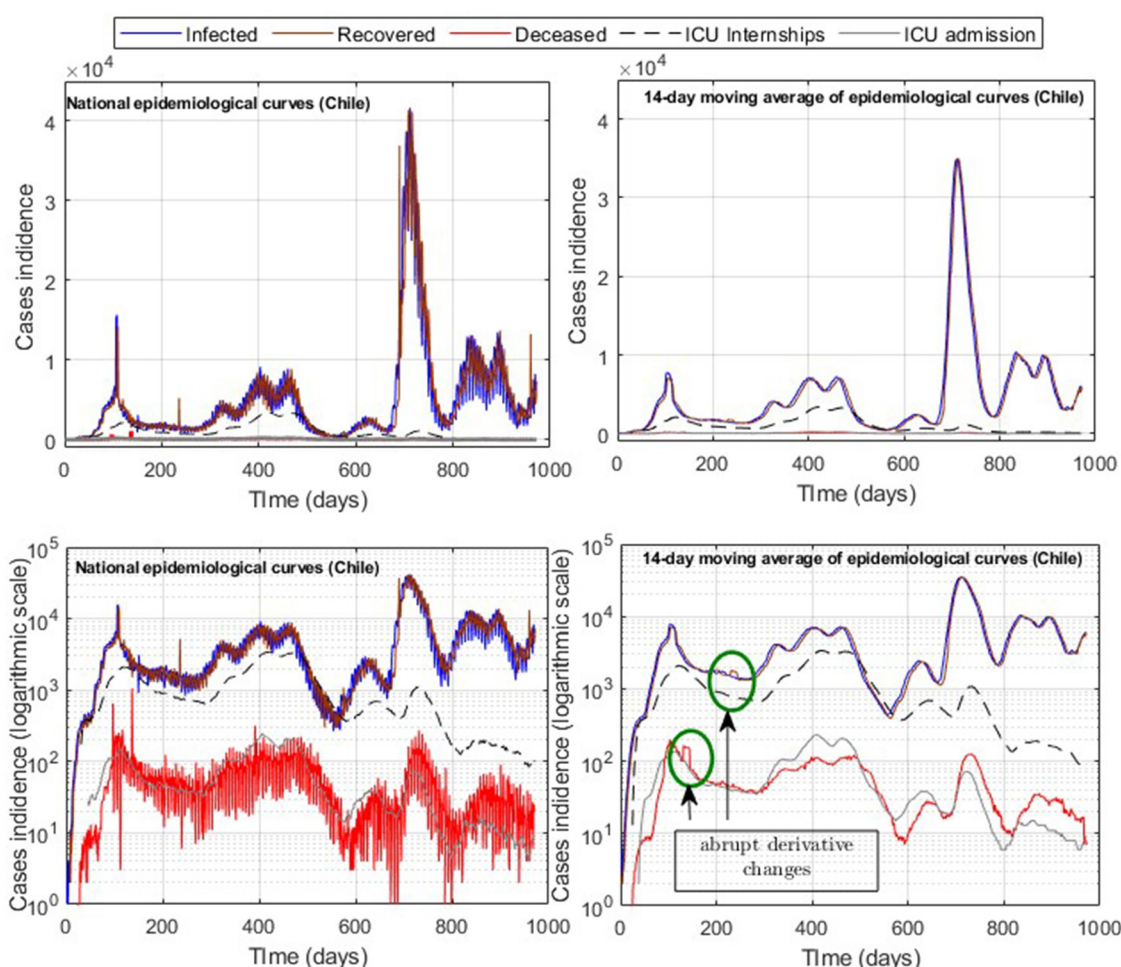 Infected Recovered Deceased ICU Internships ICU admission
×10^4
National epidemiological curves (Chile)
Cases indidence
4
3
2
1
0
0 200 400 600 800 1000
TIme (days)
×10^4
14-day moving average of epidemiological curves (Chile)
Cases indidence
4
3
2
1
0
0 200 400 600 800 1000
TIme (days)
National epidemiological curves (Chile)
Cases indidence (logarithmic scale)
10^5
10^4
10^3
10^2
10^1
10^0
0 200 400 600 800 1000
TIme (days)
14-day moving average of epidemiological curves (Chile)
Cases indidence (logarithmic scale)
10^5
10^4
10^3
10^2
10^1
10^0
abrupt derivative
changes
0 200 400 600 800 1000
TIme (days)